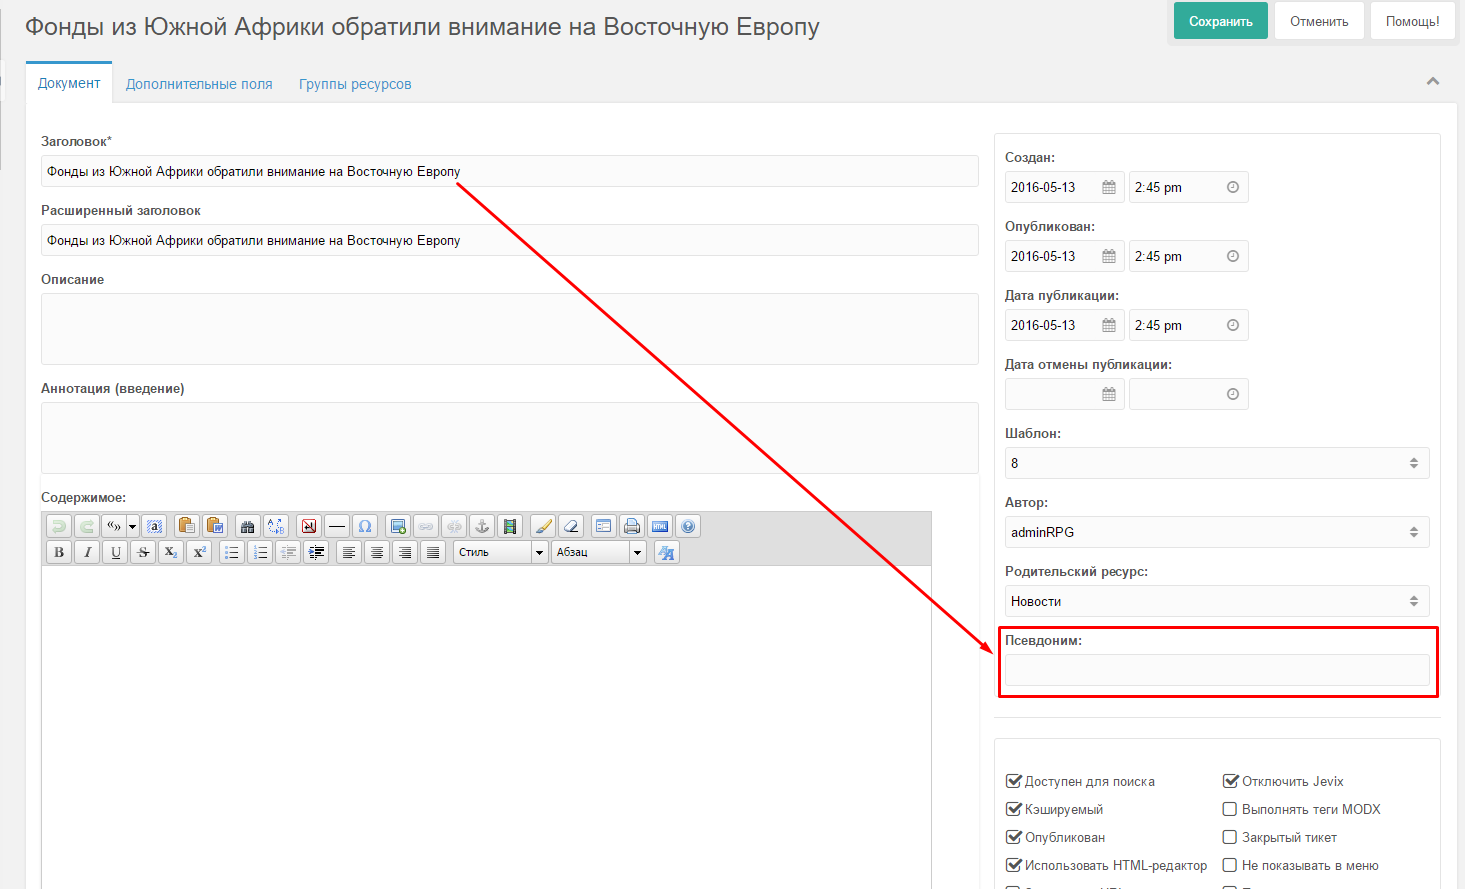 Фонды из Южной Африки обратили внимание на Восточную Европу
Сохранить
Отменить
Помощь!
Документ
Дополнительные поля
Группы ресурсов
Заголовок*
Фонды из Южной Африки обратили внимание на Восточную Европу
Расширенный заголовок
Фонды из Южной Африки обратили внимание на Восточную Европу
Описание
Аннотация (введение)
Содержимое:
Стиль
Абзац
Создан:
2016-05-13 2:45 pm
Опубликован:
2016-05-13 2:45 pm
Дата публикации:
2016-05-13 2:45 pm
Дата отмены публикации:
Шаблон:
8
Автор:
adminRPG
Родительский ресурс:
Новости
Псевдоним:
Доступен для поиска
Отключить Jevix
Кэшируемый
Выполнять теги MODX
Опубликован
Закрытый тикет
Использовать HTML-редактор
Не показывать в меню